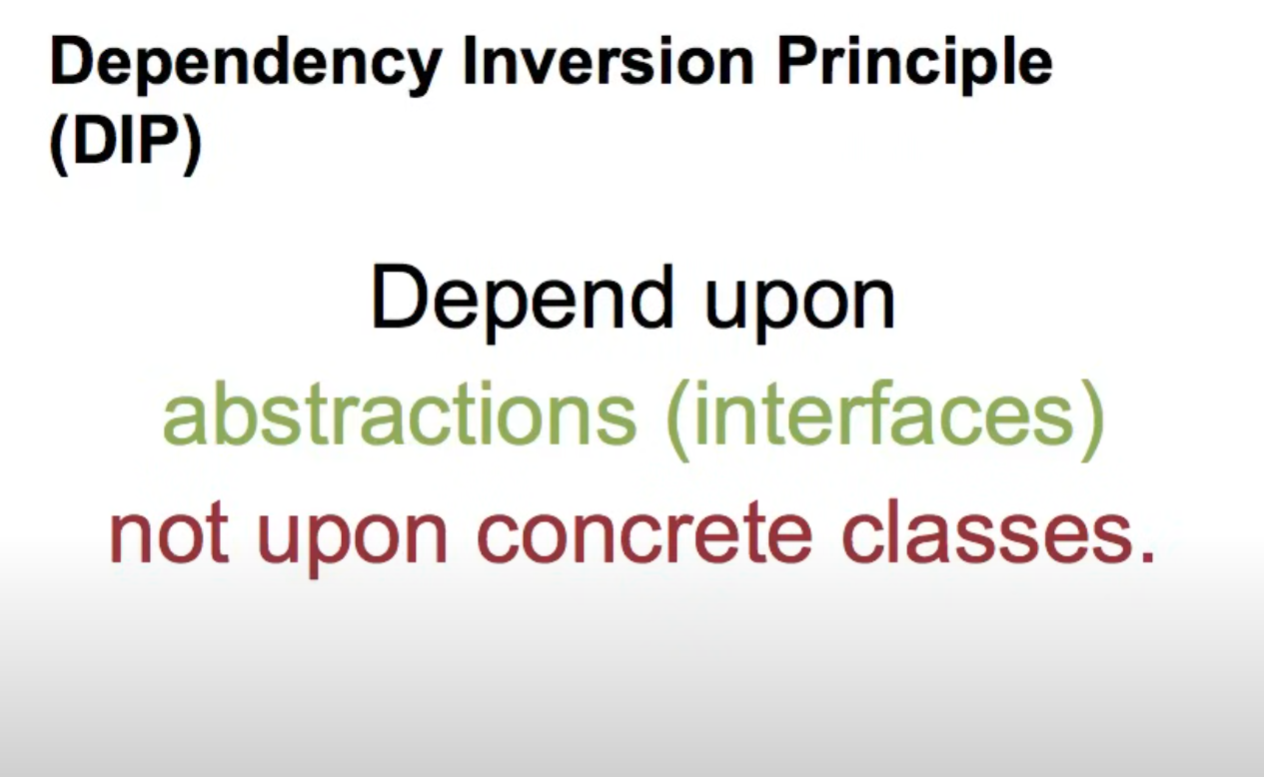 Dependency Inversion Principle
(DIP)
Depend upon
abstractions (interfaces)
not upon concrete classes.